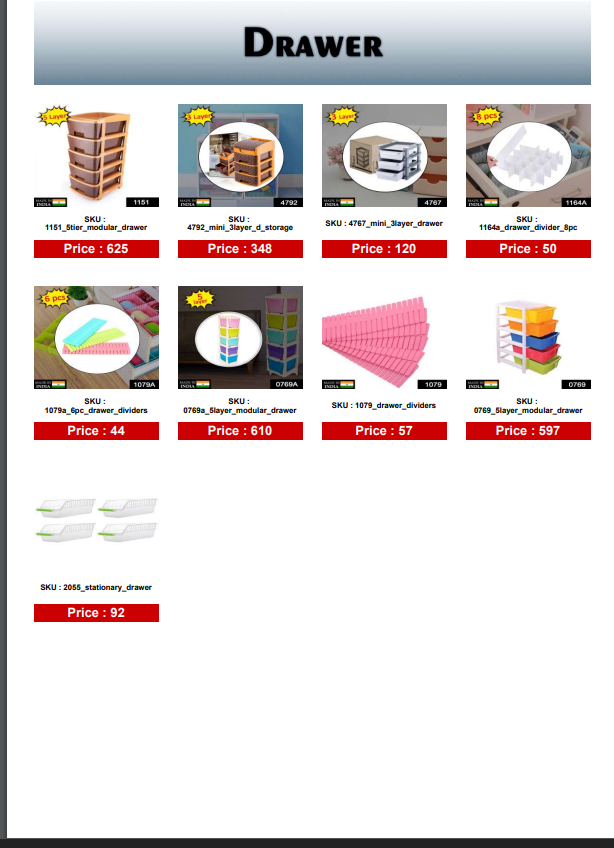 DRAWER
5 Layer
MADE IN
INDIA
1151
SKU :
1151_5tier_modular_drawer
Price : 625
3 Layer
MADE IN
INDIA
4792
SKU :
4792_mini_3layer_d_storage
Price : 348
3 Layer
MADE IN
INDIA
4767
SKU : 4767_mini_3layer_drawer
Price : 120
8 pcs
MADE IN
INDIA
1164A
SKU :
1164a_drawer_divider_8pc
Price : 50
6 pcs
MADE IN
INDIA
1079A
SKU :
1079a_6pc_drawer_dividers
Price : 44
5
layer
MADE IN
INDIA
0769A
SKU :
0769a_5layer_modular_drawer
Price : 610
MADE IN
INDIA
1079
SKU : 1079_drawer_dividers
Price : 57
MADE IN
INDIA
0769
SKU :
0769_5layer_modular_drawer
Price : 597
SKU : 2055_stationary_drawer
Price : 92